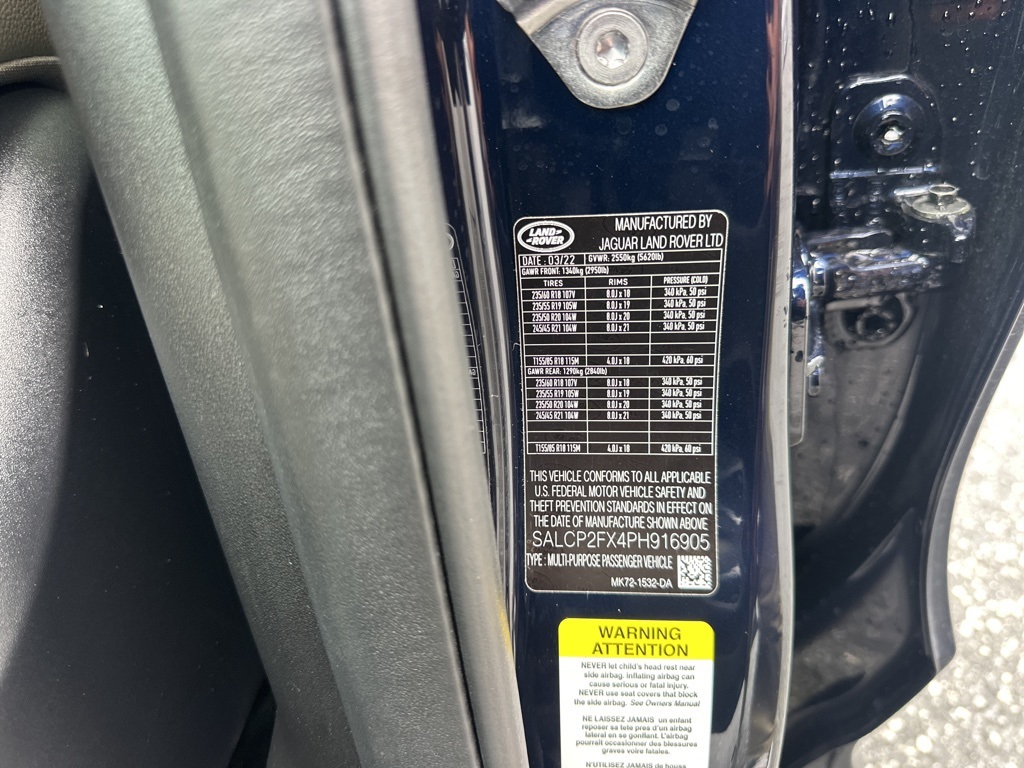 LAND
ROVER
MANUFACTURED BY
JAGUAR LAND ROVER LTD
DATE : 03/22 GVWR: 2550kg (5620lb)
GAWR FRONT: 1340kg (2950lb)
TIRES RIMS PRESSURE (COLD)
235/60 R18 107V 8.0J x 18 340 kPa, 50 psi
235/55 R19 105W 8.0J x 19 340 kPa, 50 psi
235/50 R20 104W 8.0J x 20 340 kPa, 50 psi
245/45 R21 104W 8.0J x 21 340 kPa, 50 psi
T155/85 R18 115M 4.0J x 18 420 kPa, 60 psi
GAWR REAR: 1290kg (2840lb)
235/60 R18 107V 8.0J x 18 340 kPa, 50 psi
235/55 R19 105W 8.0J x 19 340 kPa, 50 psi
235/50 R20 104W 8.0J x 20 340 kPa, 50 psi
245/45 R21 104W 8.0J x 21 340 kPa, 50 psi
T155/85 R18 115M 4.0J x 18 420 kPa, 60 psi
THIS VEHICLE CONFORMS TO ALL APPLICABLE
U.S. FEDERAL MOTOR VEHICLE SAFETY AND
THEFT PREVENTION STANDARDS IN EFFECT ON
THE DATE OF MANUFACTURE SHOWN ABOVE
SALCP2FX4PH916905
TYPE : MULTI-PURPOSE PASSENGER VEHICLE
MK72-1532-DA
WARNING
ATTENTION
NEVER let child's head rest near
side airbag, inflating airbag can
cause serious or fatal injury.
NEVER use seat covers that block
the side airbag. See Owners Manual
NE LAISSEZ JAMAIS un enfant
reposer sa tete pres d'un airbag
lateral en se gonflant. L'airbag
pourrait occasionner des blessures
graves voire fatales.
N'UTILISEZ JAMAIS de houss